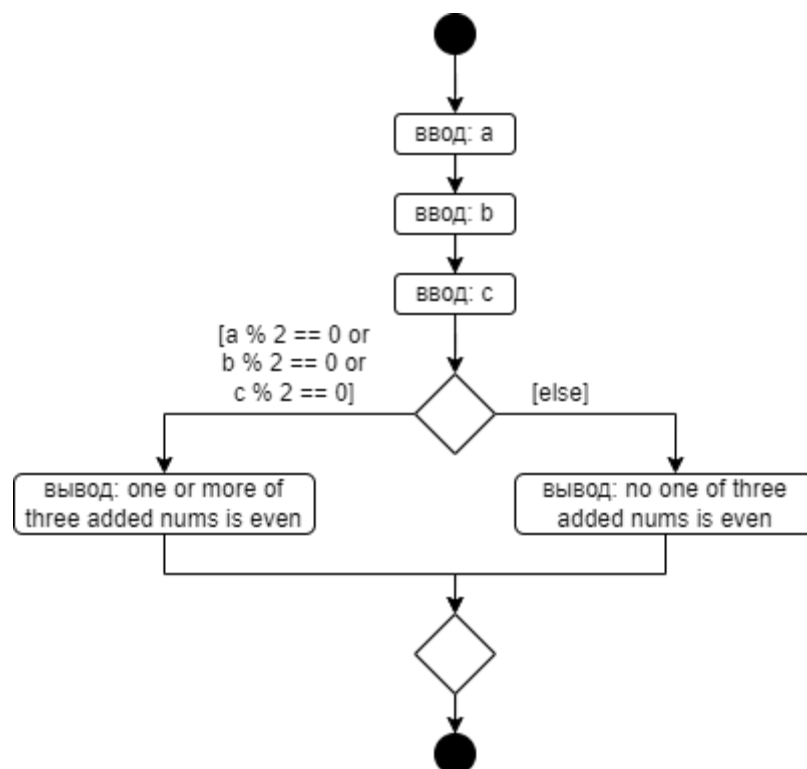 ввод: a
ввод: b
ввод: c
[a % 2 == 0 or
b % 2 == 0 or
c % 2 == 0]
[else]
вывод: one or more of
three added nums is even
вывод: no one of three
added nums is even